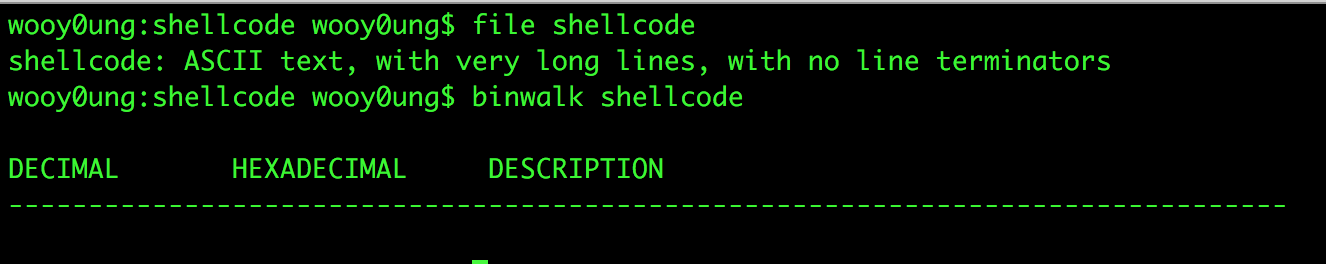 wooy0ung:shellcode wooy0ung$ file shellcode
shellcode: ASCII text, with very long lines, with no line terminators
wooy0ung:shellcode wooy0ung$ binwalk shellcode
DECIMAL       HEXADECIMAL     DESCRIPTION
--------------------------------------------------------------------------------